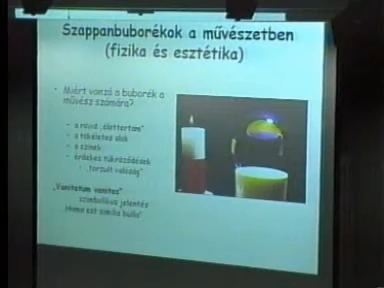 Szappanbuborékok a művészetben
(fizika és esztétika)
Miért vonzó a buborék a
művész számára?
- a rövid „élettartam”
- a tökéletes alak
- a színek
- érdekes tükröződések
„torzult valóság”
„Vanitatum vanitas”
szimbolikus jelentés
Homo est similis bulla”